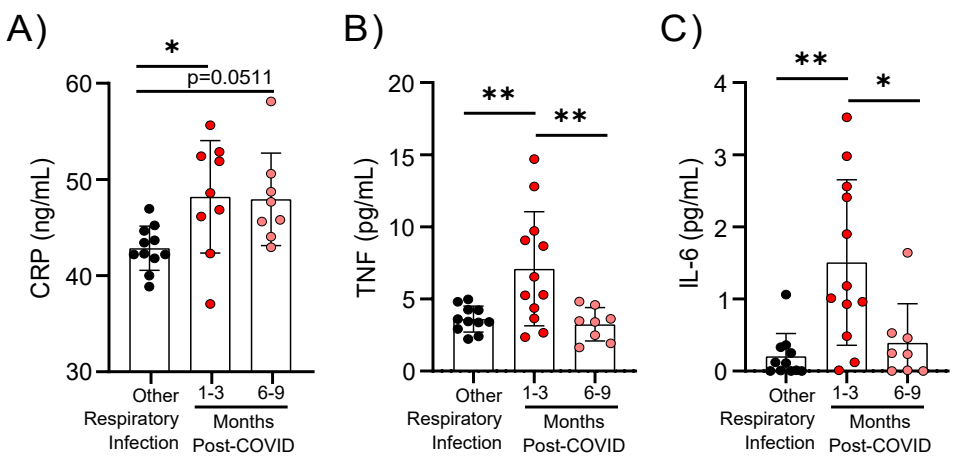 A)
*
p=0.0511
CRP (ng/mL)
60
50
40
30
Other
Respiratory
Infection
1-3
6-9
Months
Post-COVID
B)
**
**
TNF (pg/mL)
20
15
10
5
0
Other
Respiratory
Infection
1-3
6-9
Months
Post-COVID
C)
**
*
IL-6 (pg/mL)
4
3
2
1
0
Other
Respiratory
Infection
1-3
6-9
Months
Post-COVID